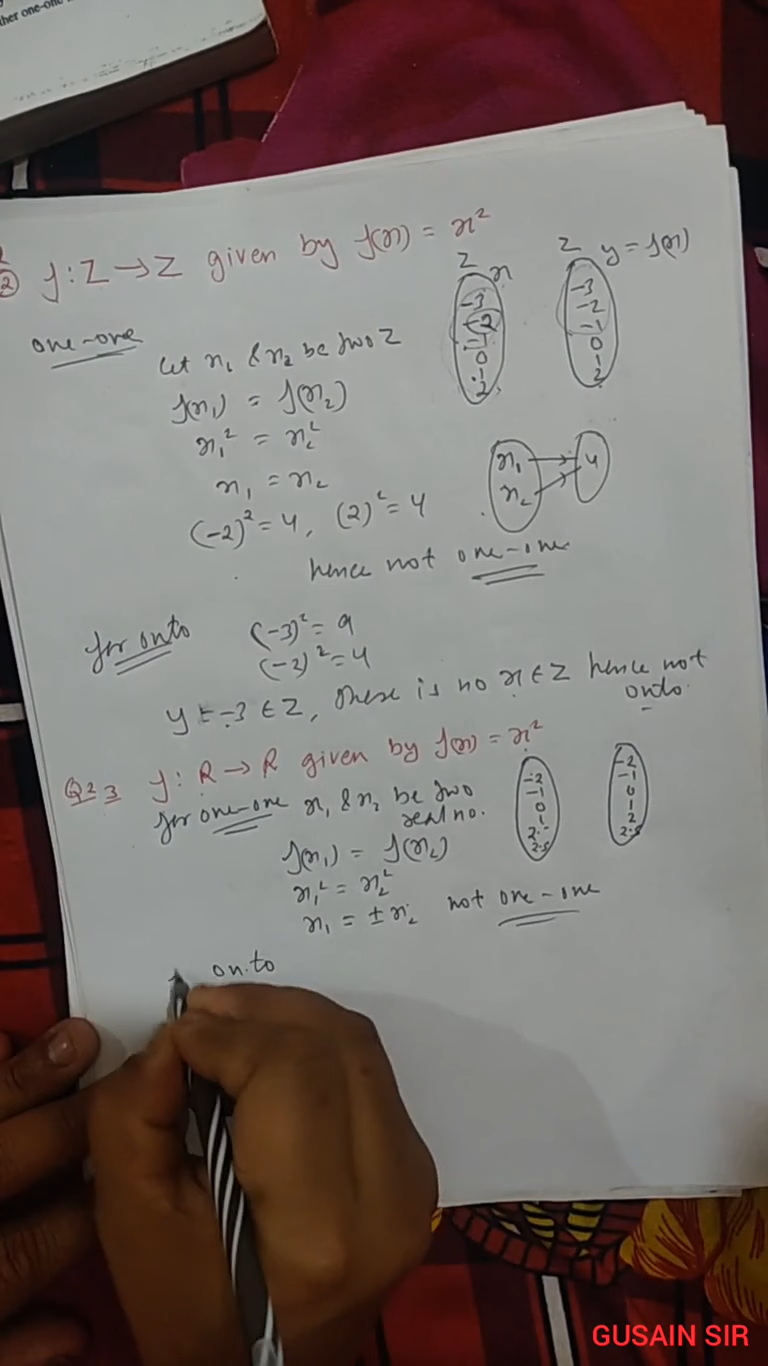 ther one-one
② f : Z → Z given by f(x) = x²
Z x
Z y = f(x)
-3
-2
-1
0
1
2
-3
-2
-1
0
1
2
one-one
Let x₁ & x₂ be two Z
f(x₁) = f(x₂)
x₁² = x₂²
x₁ = x₂
(-2)² = 4, (2)² = 4
x₁
x₂
4
hence not one-one
for onto
(-3)² = 9
(-2)² = 4
y = -3 ∈ Z, there is no x ∈ Z hence not
onto.
Q2 3 f : R → R given by f(x) = x²
for one-one x₁ & x₂ be two
real no.
f(x₁) = f(x₂)
x₁² = x₂²
x₁ = ± x₂ not one-one
-2
-1
0
1
2
2.5
-2
-1
0
1
2
2.5
onto
GUSAIN SIR